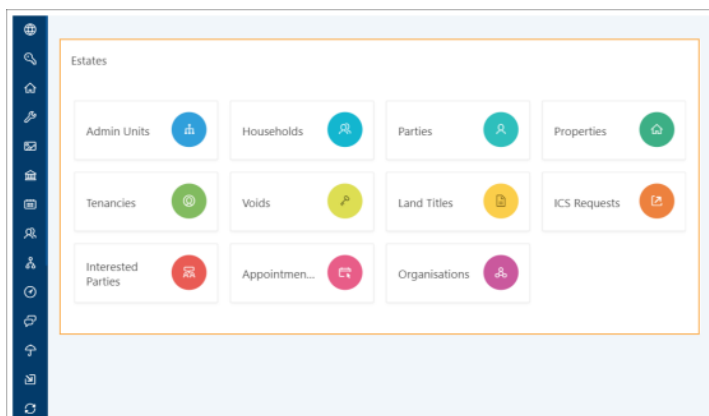 Estates
Admin Units
Households
Parties
Properties
Tenancies
Voids
Land Titles
ICS Requests
Interested
Parties
Appointmen...
Organisations